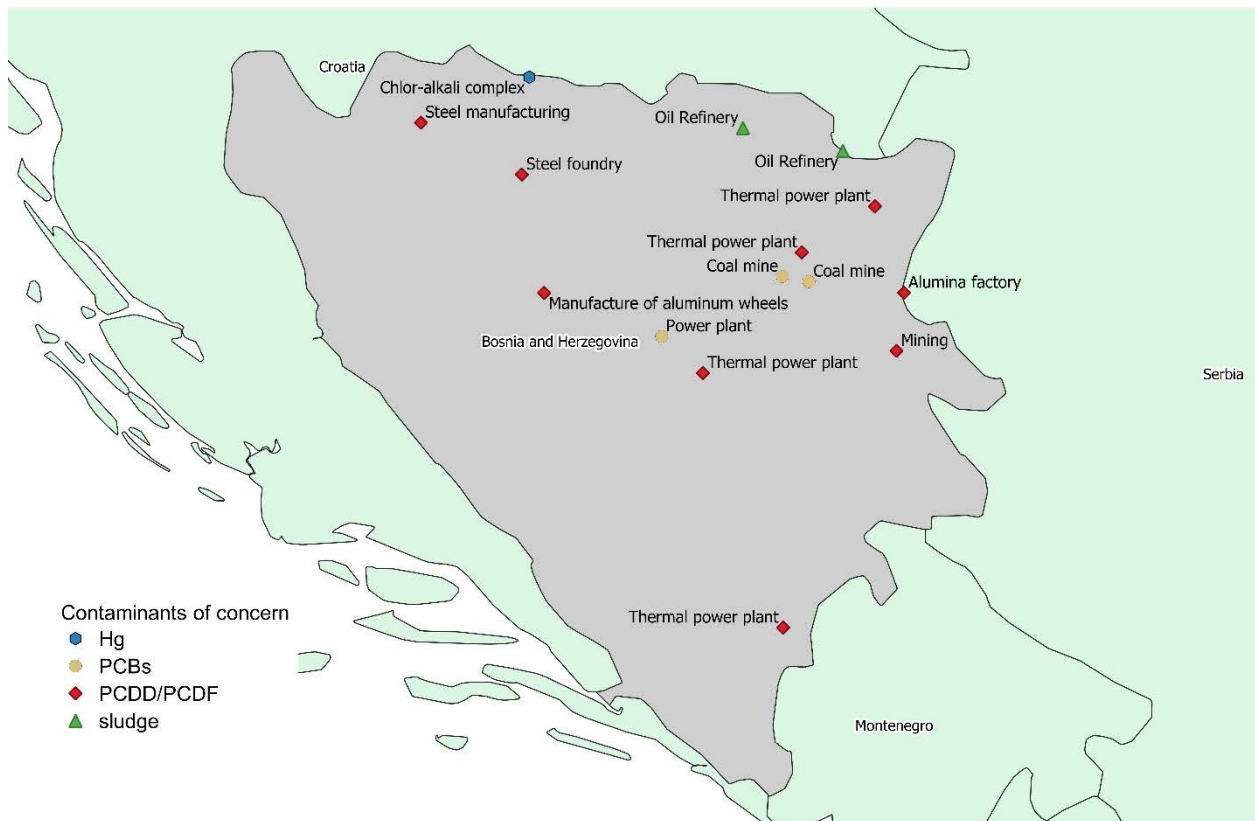 Croatia
Chlor-alkali complex
Steel manufacturing
Oil Refinery
Oil Refinery
Steel foundry
Thermal power plant
Thermal power plant
Coal mine
Coal mine
Alumina factory
Manufacture of aluminum wheels
Power plant
Bosnia and Herzegovina
Mining
Thermal power plant
Serbia
Thermal power plant
Montenegro
Contaminants of concern
Hg
PCBs
PCDD/PCDF
sludge